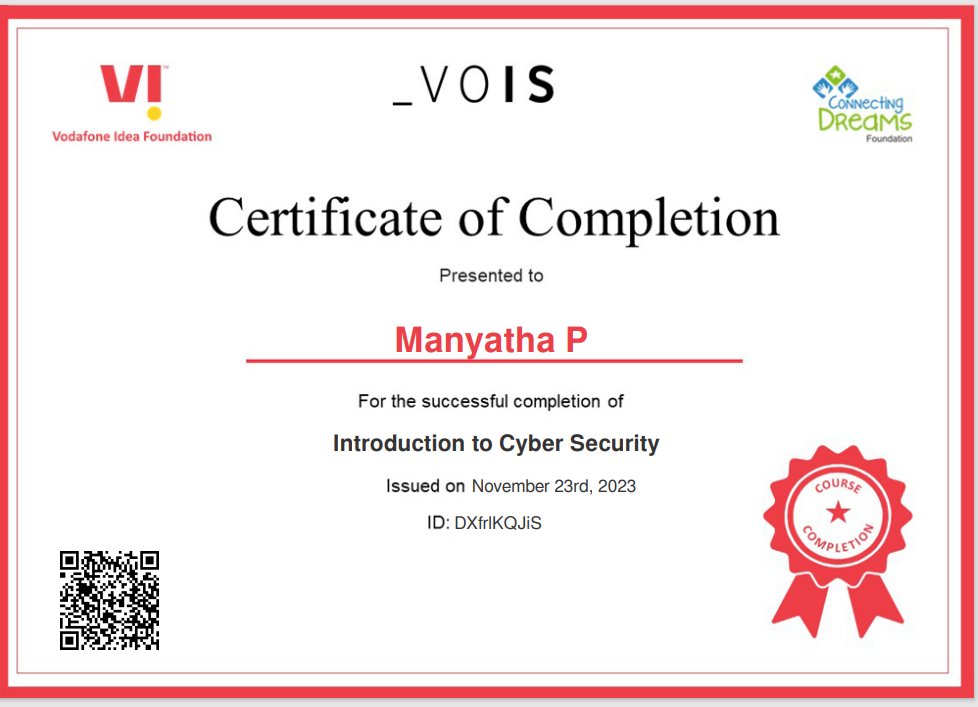 VI™
Vodafone Idea Foundation
_VOIS
Connecting
Dreams
Foundation
Certificate of Completion
Presented to
Manyatha P
For the successful completion of
Introduction to Cyber Security
Issued on November 23rd, 2023
ID: DXfrlKQJiS
COURSE
COMPLETION